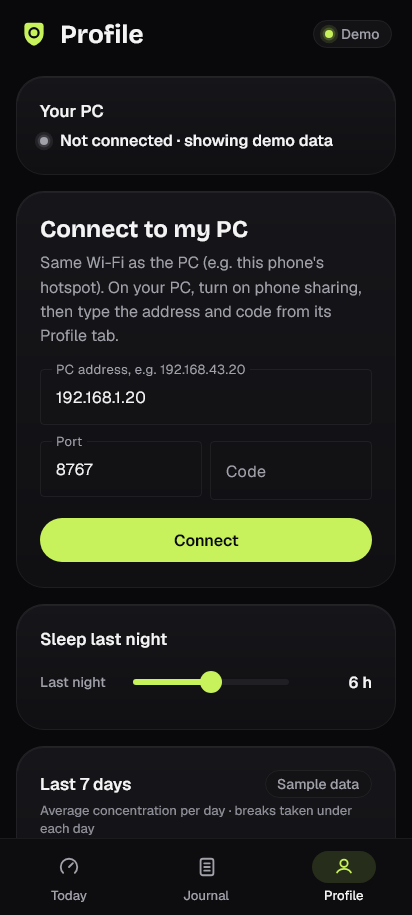 Profile
Demo
Your PC
Not connected · showing demo data
Connect to my PC
Same Wi-Fi as the PC (e.g. this phone's
hotspot). On your PC, turn on phone sharing,
then type the address and code from its
Profile tab.
PC address, e.g. 192.168.43.20
192.168.1.20
Port
8767
Code
Connect
Sleep last night
Last night
6 h
Last 7 days
Sample data
Average concentration per day · breaks taken under
each day
Today
Journal
Profile